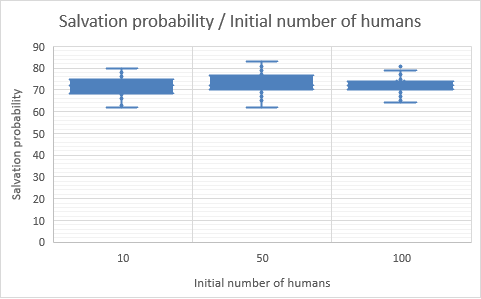 Salvation probability / Initial number of humans
90
80
70
60
50
40
30
20
10
0
Salvation probability
10 50 100
Initial number of humans